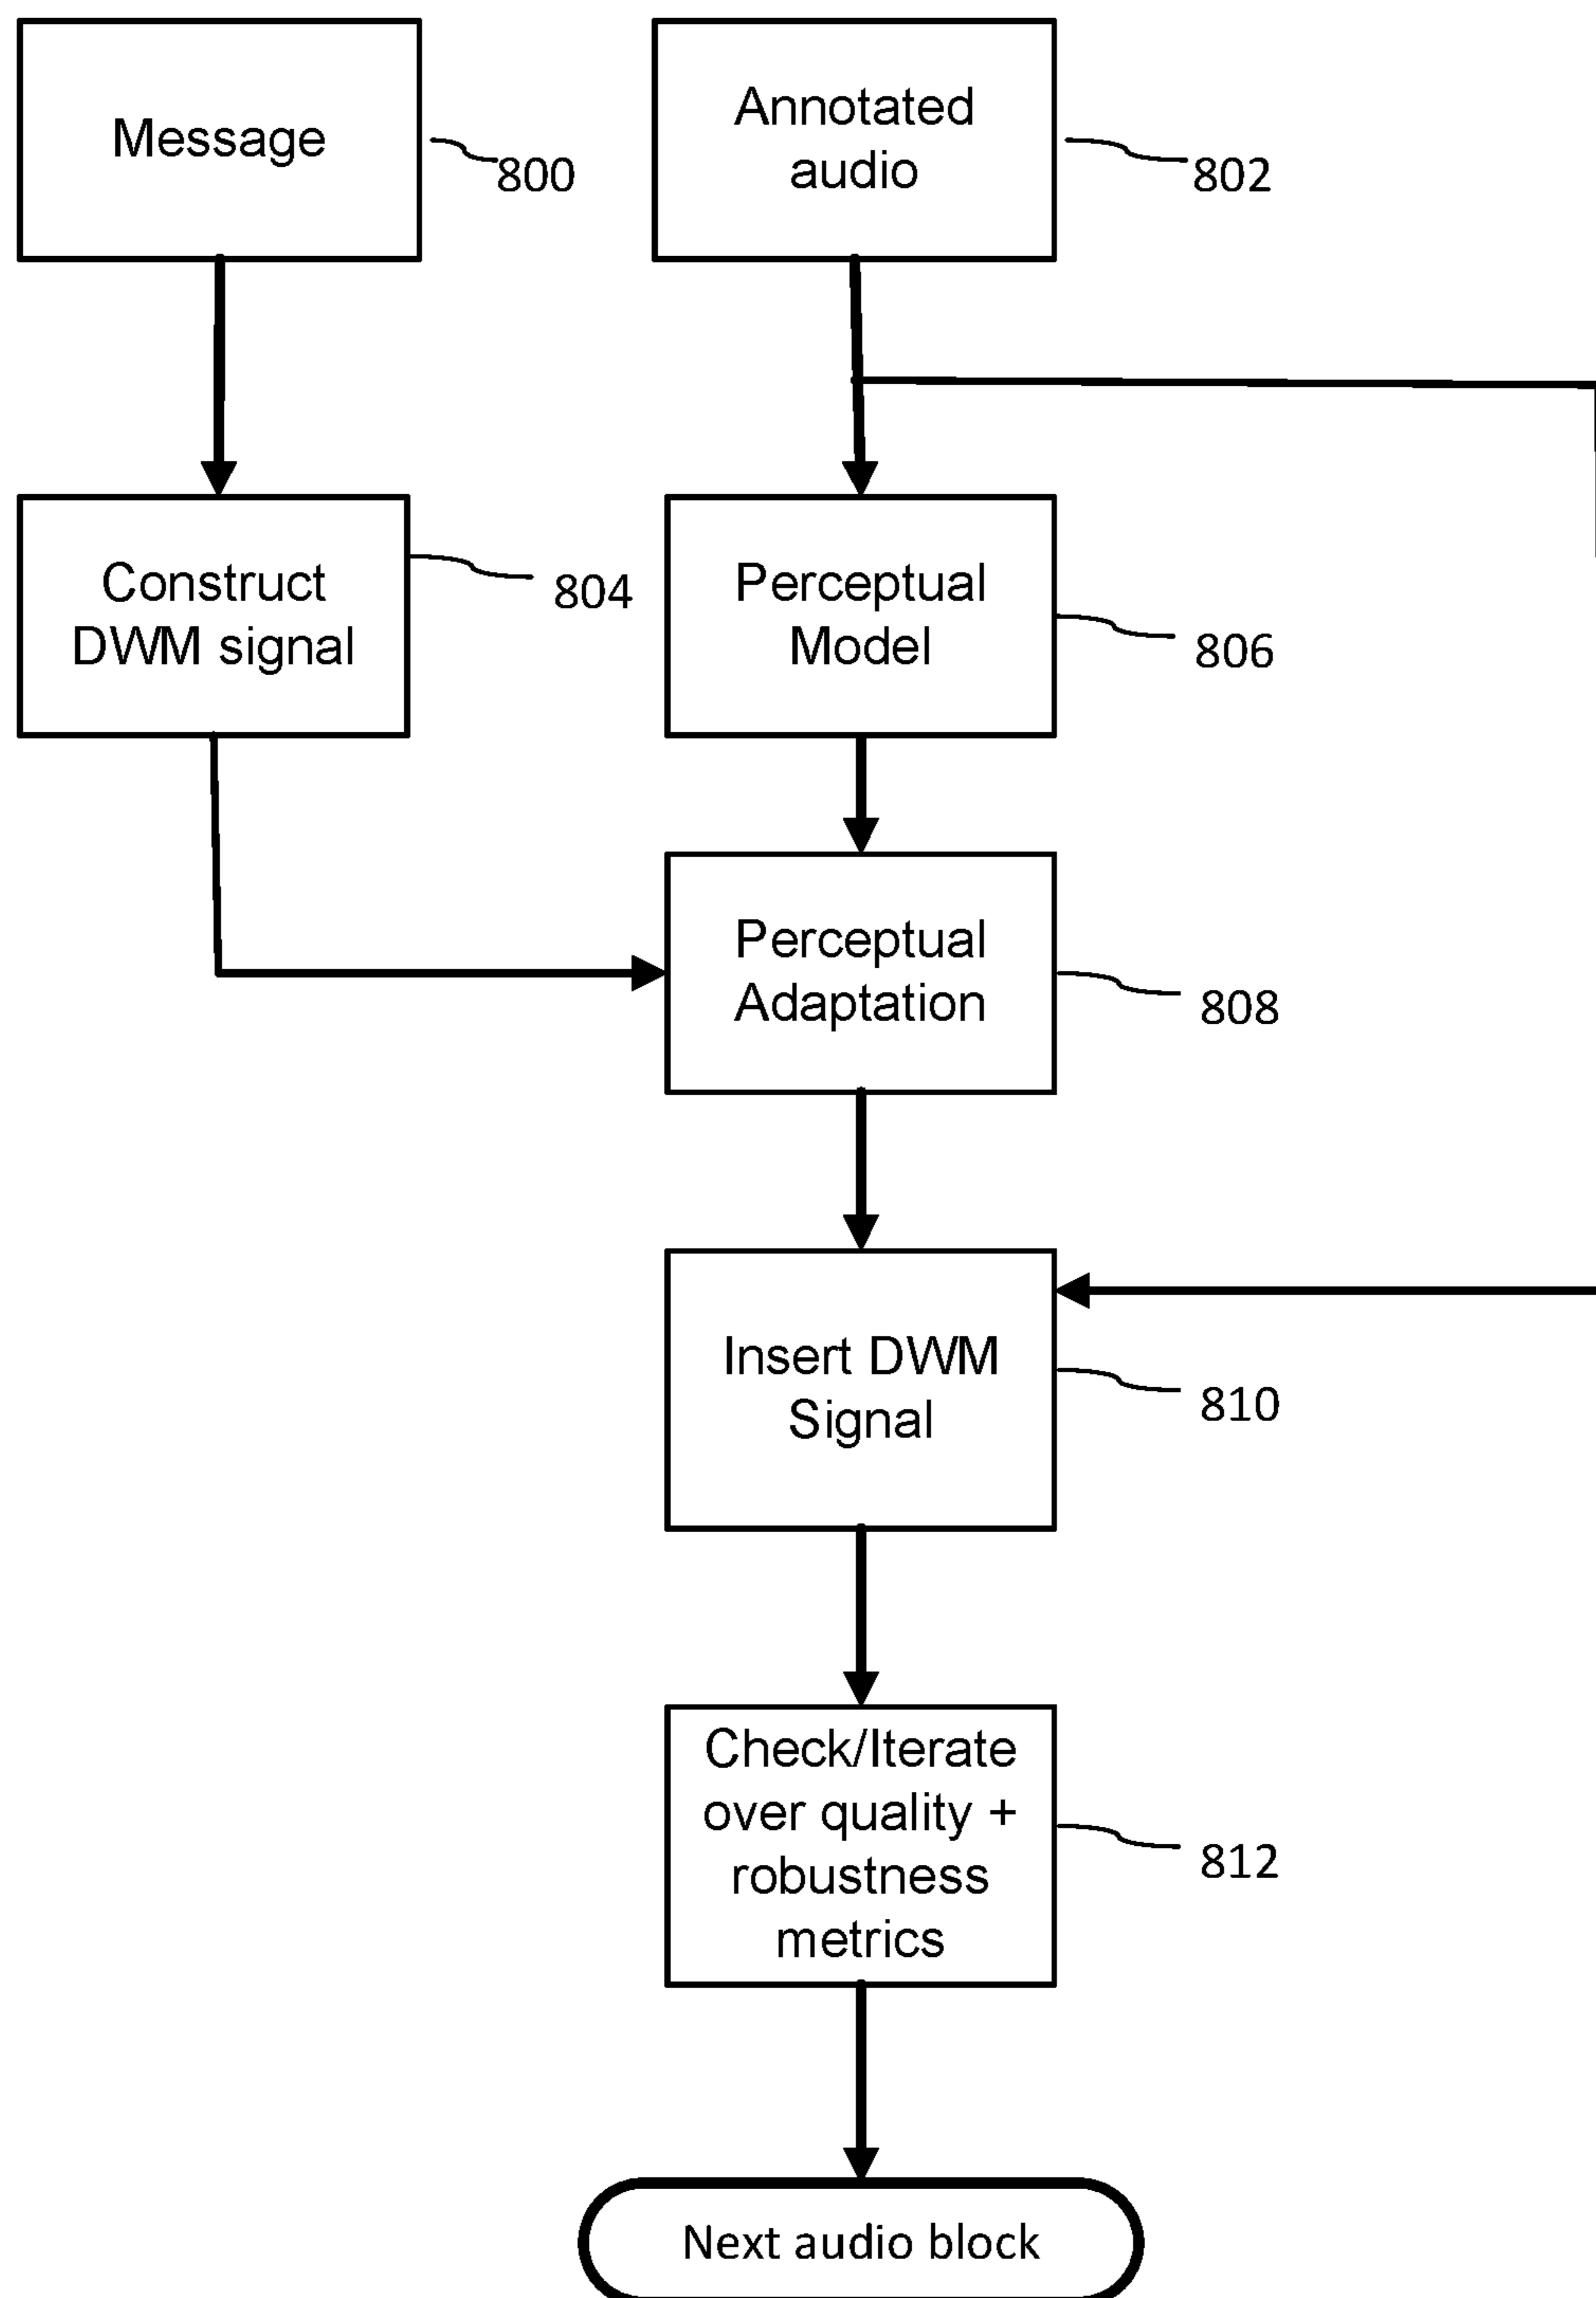 Message
800
Annotated
audio
802
Construct
DWM signal
804
Perceptual
Model
806
Perceptual
Adaptation
808
Insert DWM
Signal
810
Check/Iterate
over quality +
robustness
metrics
812
Next audio block